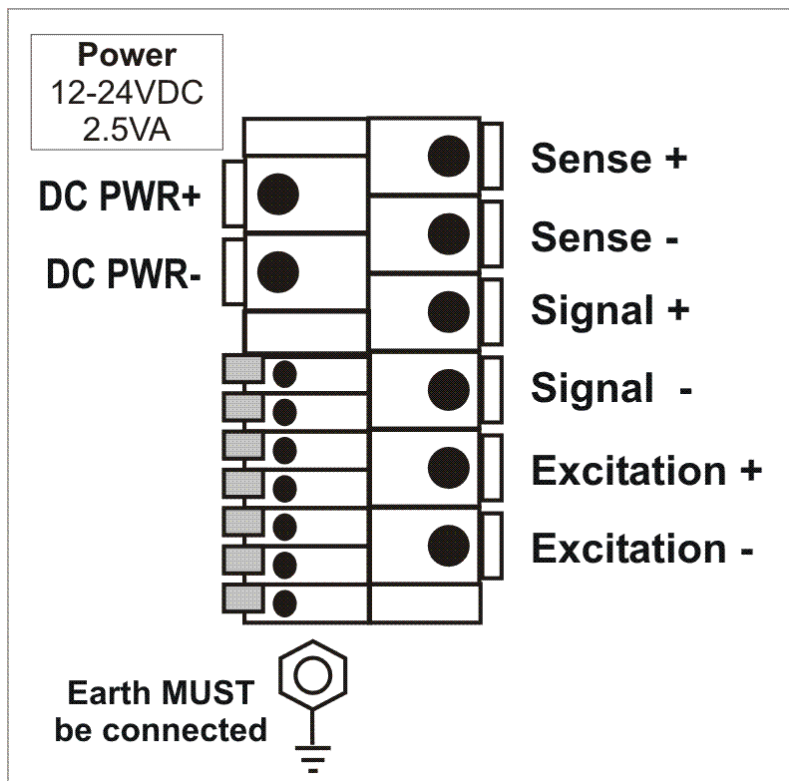 Power
12-24VDC
2.5VA
DC PWR+
DC PWR-
Sense +
Sense -
Signal +
Signal -
Excitation +
Excitation -
Earth MUST
be connected